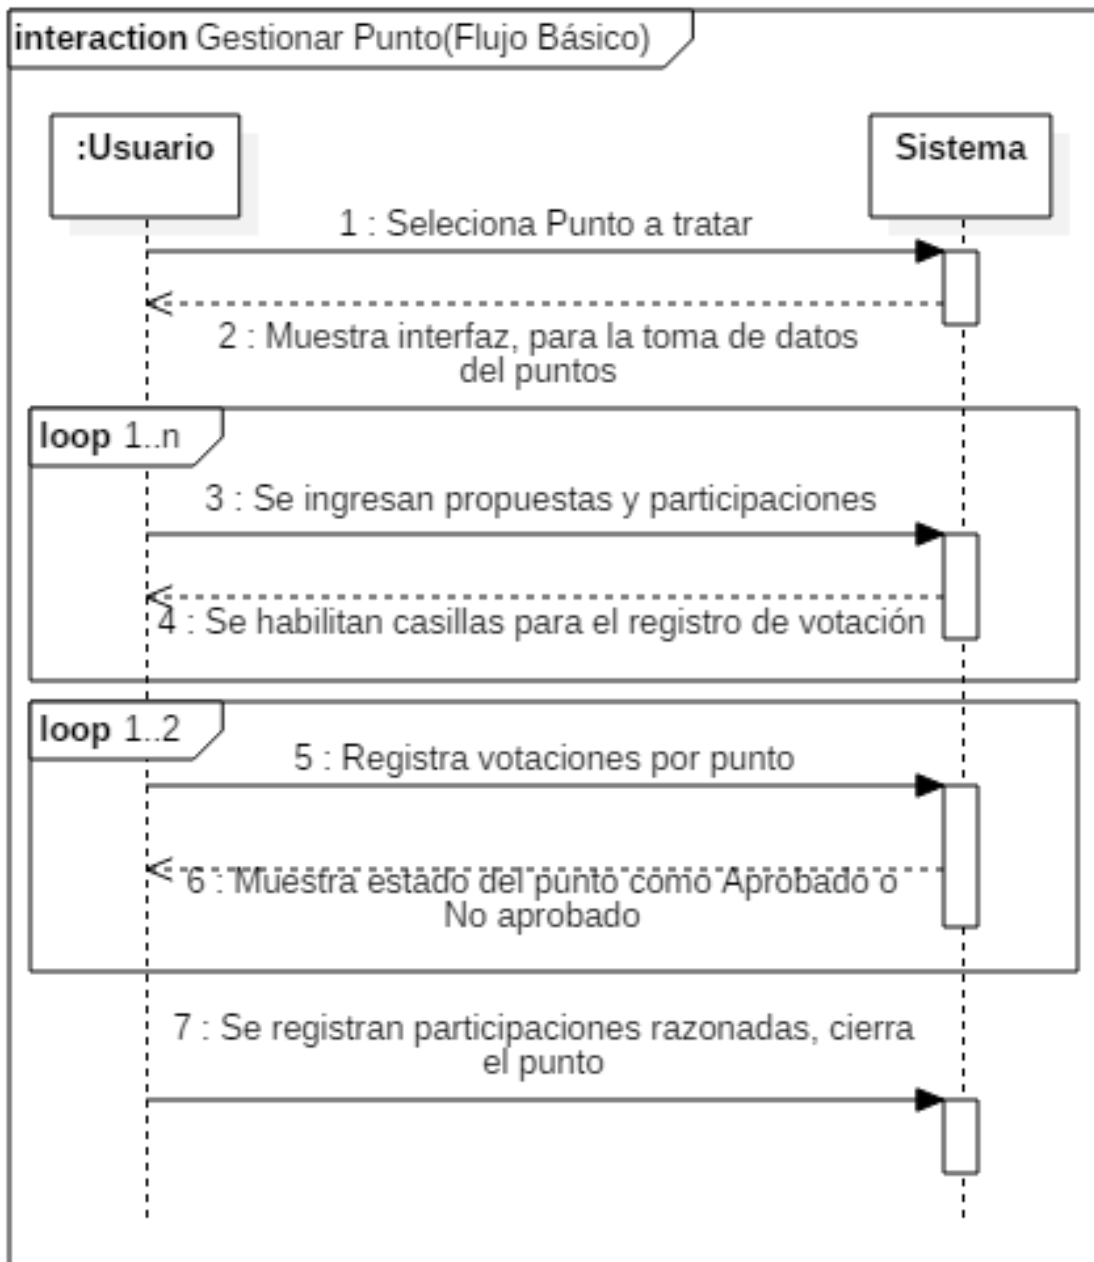 interaction Gestionar Punto(Flujo Básico)
:Usuario
Sistema
1 : Seleciona Punto a tratar
2 : Muestra interfaz, para la toma de datos
del puntos
loop 1..n
3 : Se ingresan propuestas y participaciones
4 : Se habilitan casillas para el registro de votación
loop 1..2
5 : Registra votaciones por punto
6 : Muestra estado del punto como Aprobado o
No aprobado
7 : Se registran participaciones razonadas, cierra
el punto